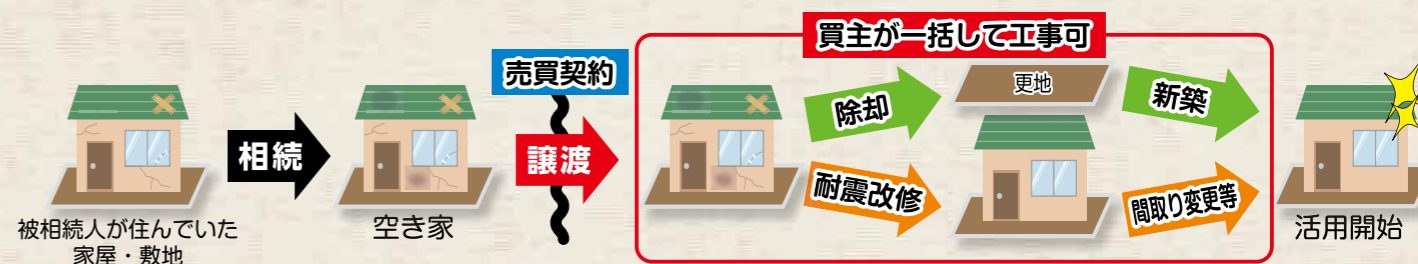 買主が一括して工事可
売買契約
更地
除却
新築
相続
譲渡
耐震改修
間取り変更等
被相続人が住んでいた
家屋・敷地
空き家
活用開始